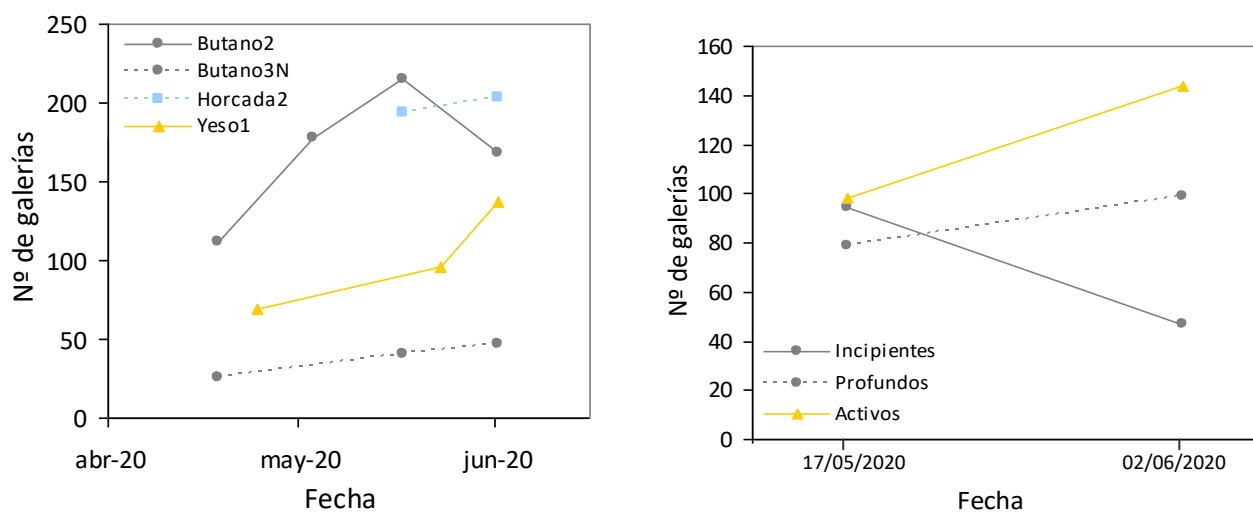 250
200
150
100
50
0
Nº de galerías
Butano2
Butano3N
Horcada2
Yeso1
abr-20 may-20 jun-20
Fecha
160
140
120
100
80
60
40
20
0
Nº de galerías
Incipientes
Profundos
Activos
17/05/2020 02/06/2020
Fecha